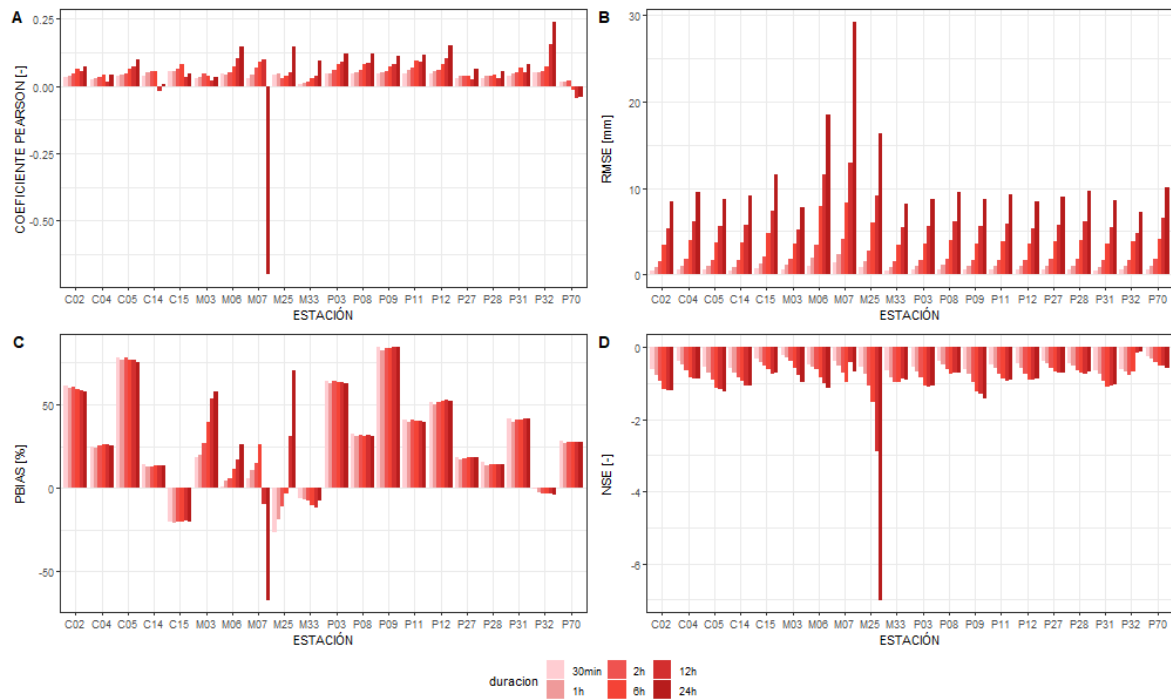 A
COEFICIENTE PEARSON [-]
0.25
0.00
-0.25
-0.50
C02 C04 C05 C14 C15 M03 M06 M07 M25 M33 P03 P08 P09 P11 P12 P27 P28 P31 P32 P70
ESTACIÓN
B
RMSE [mm]
30
20
10
0
C02 C04 C05 C14 C15 M03 M06 M07 M25 M33 P03 P08 P09 P11 P12 P27 P28 P31 P32 P70
ESTACIÓN
C
PBIAS [%]
50
0
-50
C02 C04 C05 C14 C15 M03 M06 M07 M25 M33 P03 P08 P09 P11 P12 P27 P28 P31 P32 P70
ESTACIÓN
D
NSE [-]
0
-2
-4
-6
C02 C04 C05 C14 C15 M03 M06 M07 M25 M33 P03 P08 P09 P11 P12 P27 P28 P31 P32 P70
ESTACIÓN
duracion
30min 2h 12h
1h 6h 24h